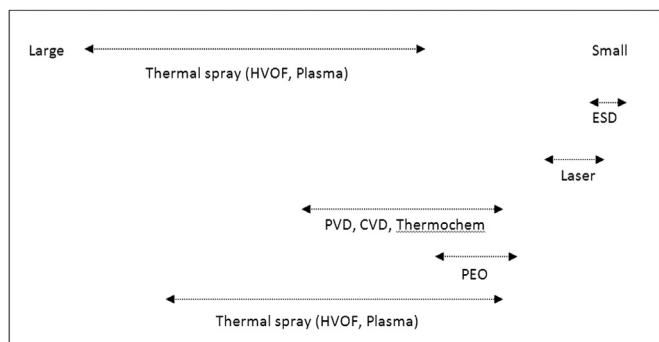 Large
Small
Thermal spray (HVOF, Plasma)
ESD
Laser
PVD, CVD, Thermochem
PEO
Thermal spray (HVOF, Plasma)